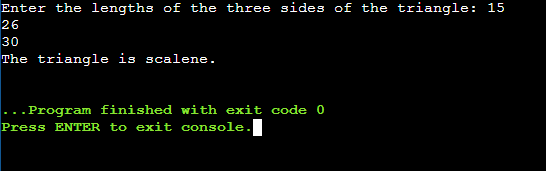 Enter the lengths of the three sides of the triangle: 15
26
30
The triangle is scalene.
...Program finished with exit code 0
Press ENTER to exit console.